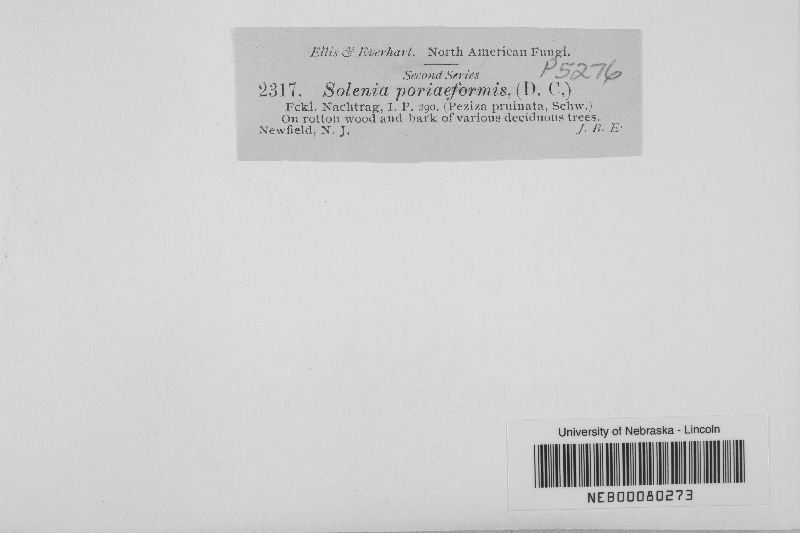 Ellis & Everhart. North American Fungi.
Second Series
P5276
2317. Solenia poriaeformis, (D. C.)
Fckl. Nachtrag, I. P. 290. (Peziza pruinata, Schw.)
On rotton wood and bark of various deciduous trees.
Newfield, N. J. J. B. E.
University of Nebraska - Lincoln
NEB00080273